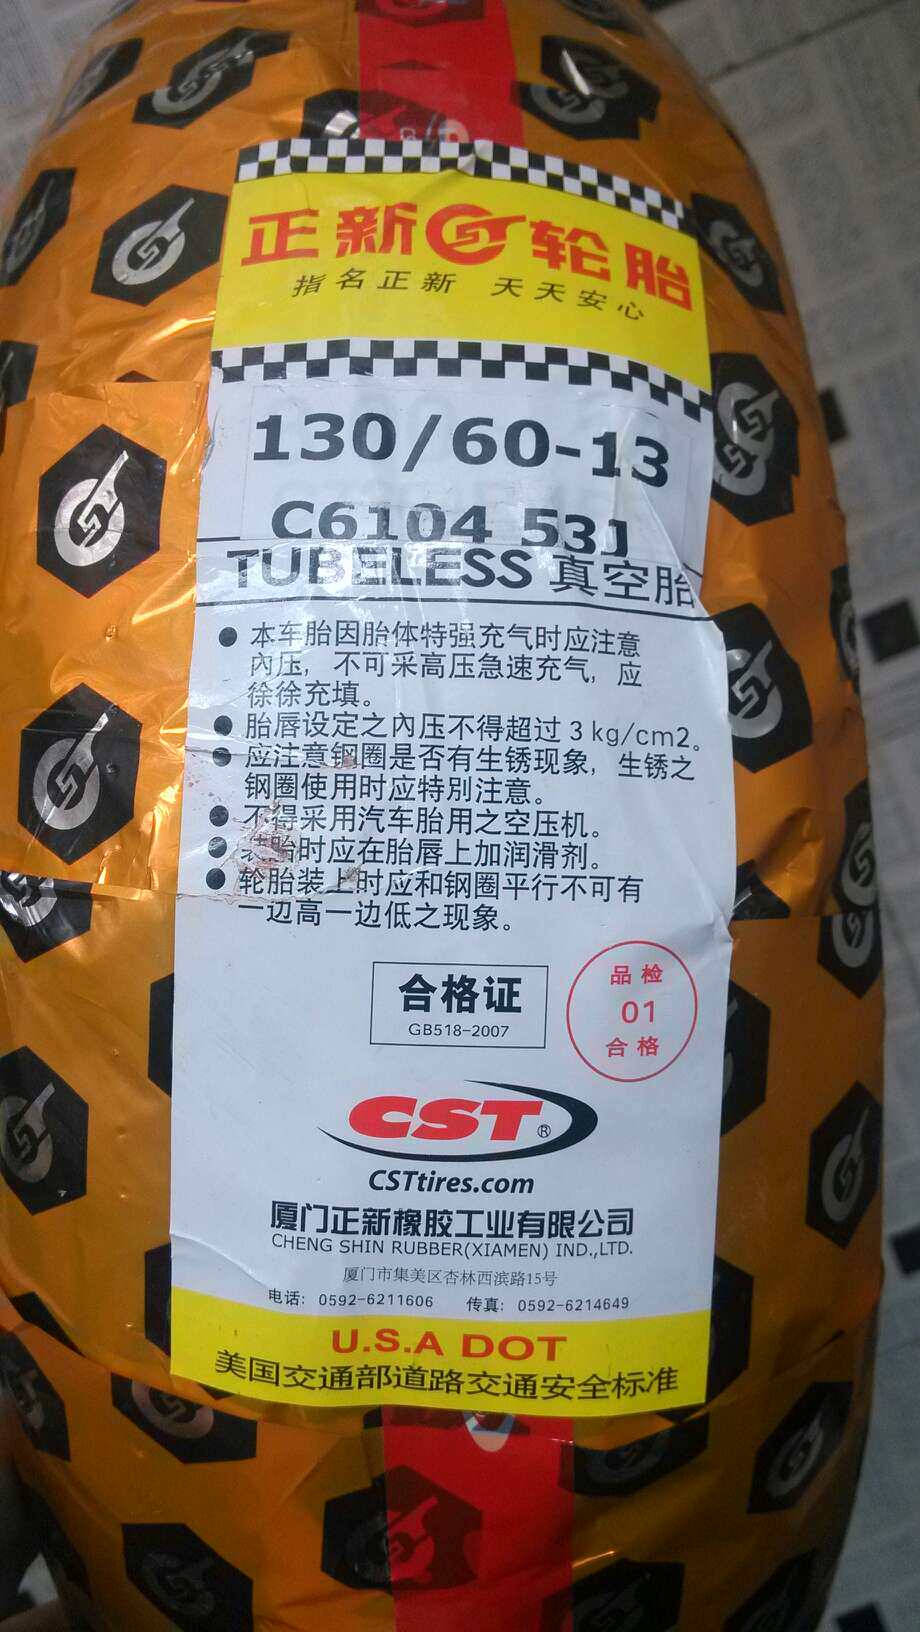 正新轮胎
指名正新 天天安心
130/60-13
C6104 53J
TUBELESS 真空胎
● 本车胎因胎体特强充气时应注意
內压，不可采高压急速充气，应
徐徐充填。
● 胎唇设定之內压不得超过 3 kg/cm2。
● 应注意钢圈是否有生锈现象，生锈之
钢圈使用时应特別注意。
● 不得采用汽车胎用之空压机。
● 装胎时应在胎唇上加润滑剂。
● 轮胎装上时应和钢圈平行不可有
一边高一边低之现象。
合格证
GB518-2007
品检
01
合格
CST®
CSTtires.com
厦门正新橡胶工业有限公司
CHENG SHIN RUBBER(XIAMEN) IND.,LTD.
厦门市集美区杏林西滨路15号
电话: 0592-6211606 传真: 0592-6214649
U.S.A DOT
美国交通部道路交通安全标准